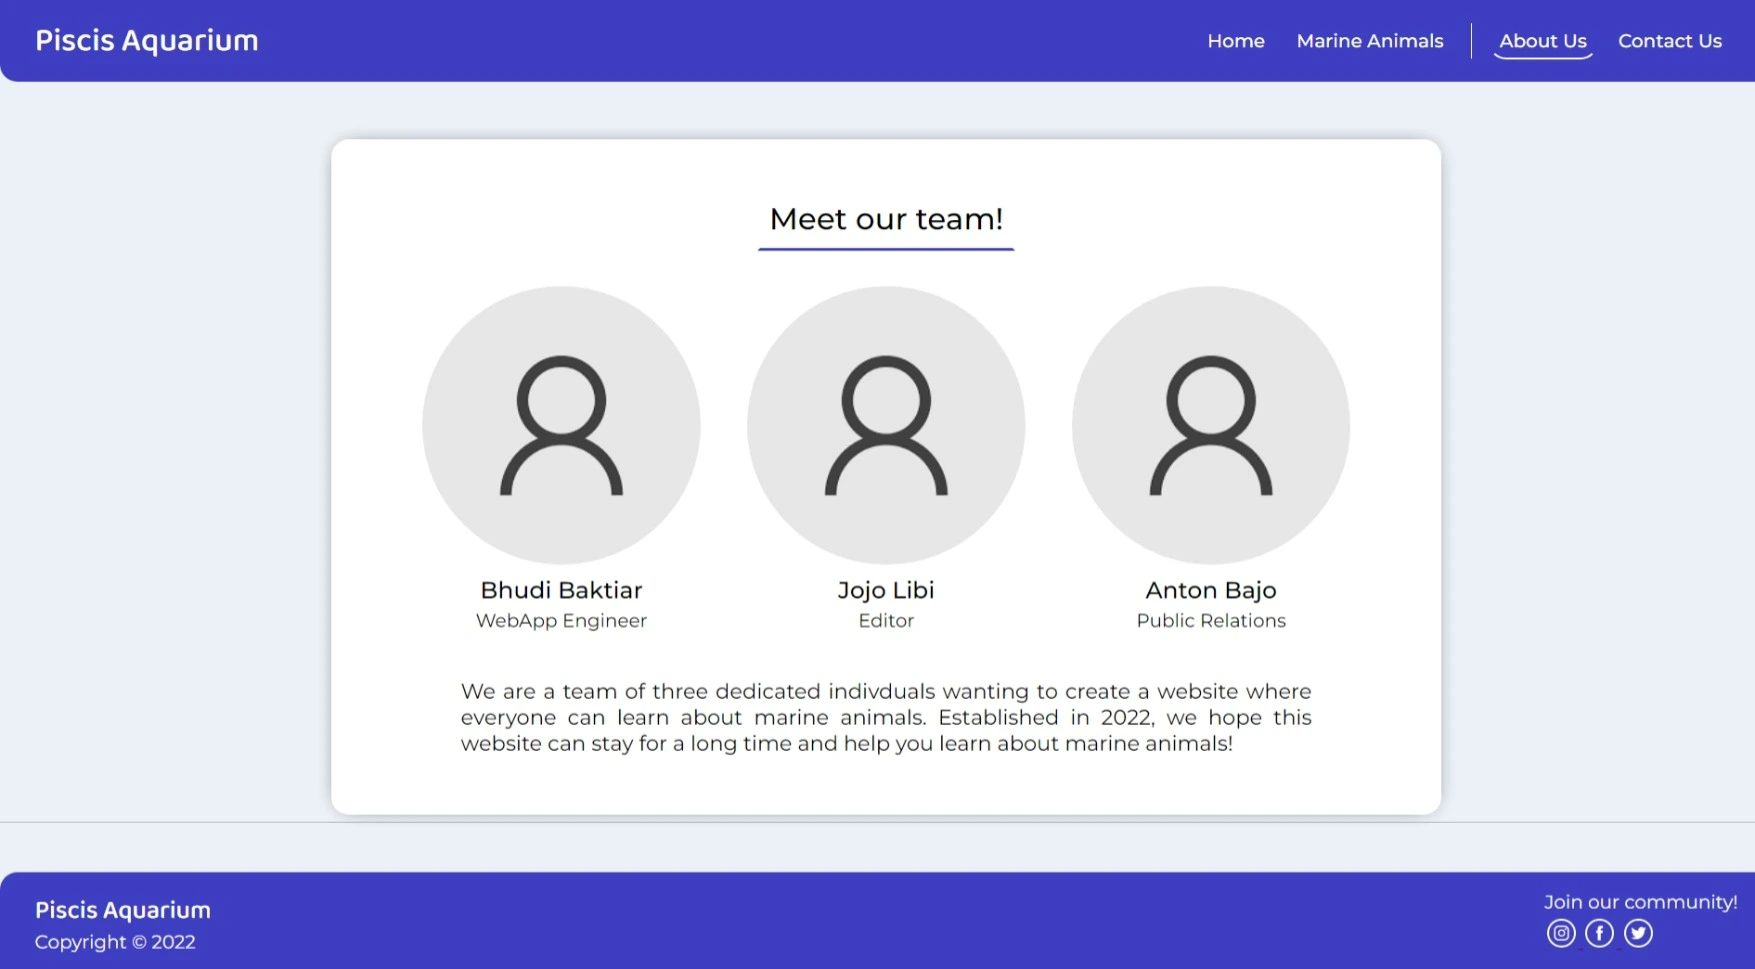 Piscis Aquarium
Home Marine Animals About Us Contact Us
Meet our team!
Bhudi Baktiar Jojo Libi Anton Bajo
WebApp Engineer Editor Public Relations
We are a team of three dedicated indivduals wanting to create a website where
everyone can learn about marine animals. Established in 2022, we hope this
website can stay for a long time and help you learn about marine animals!
Piscis Aquarium
Copyright © 2022
Join our community!